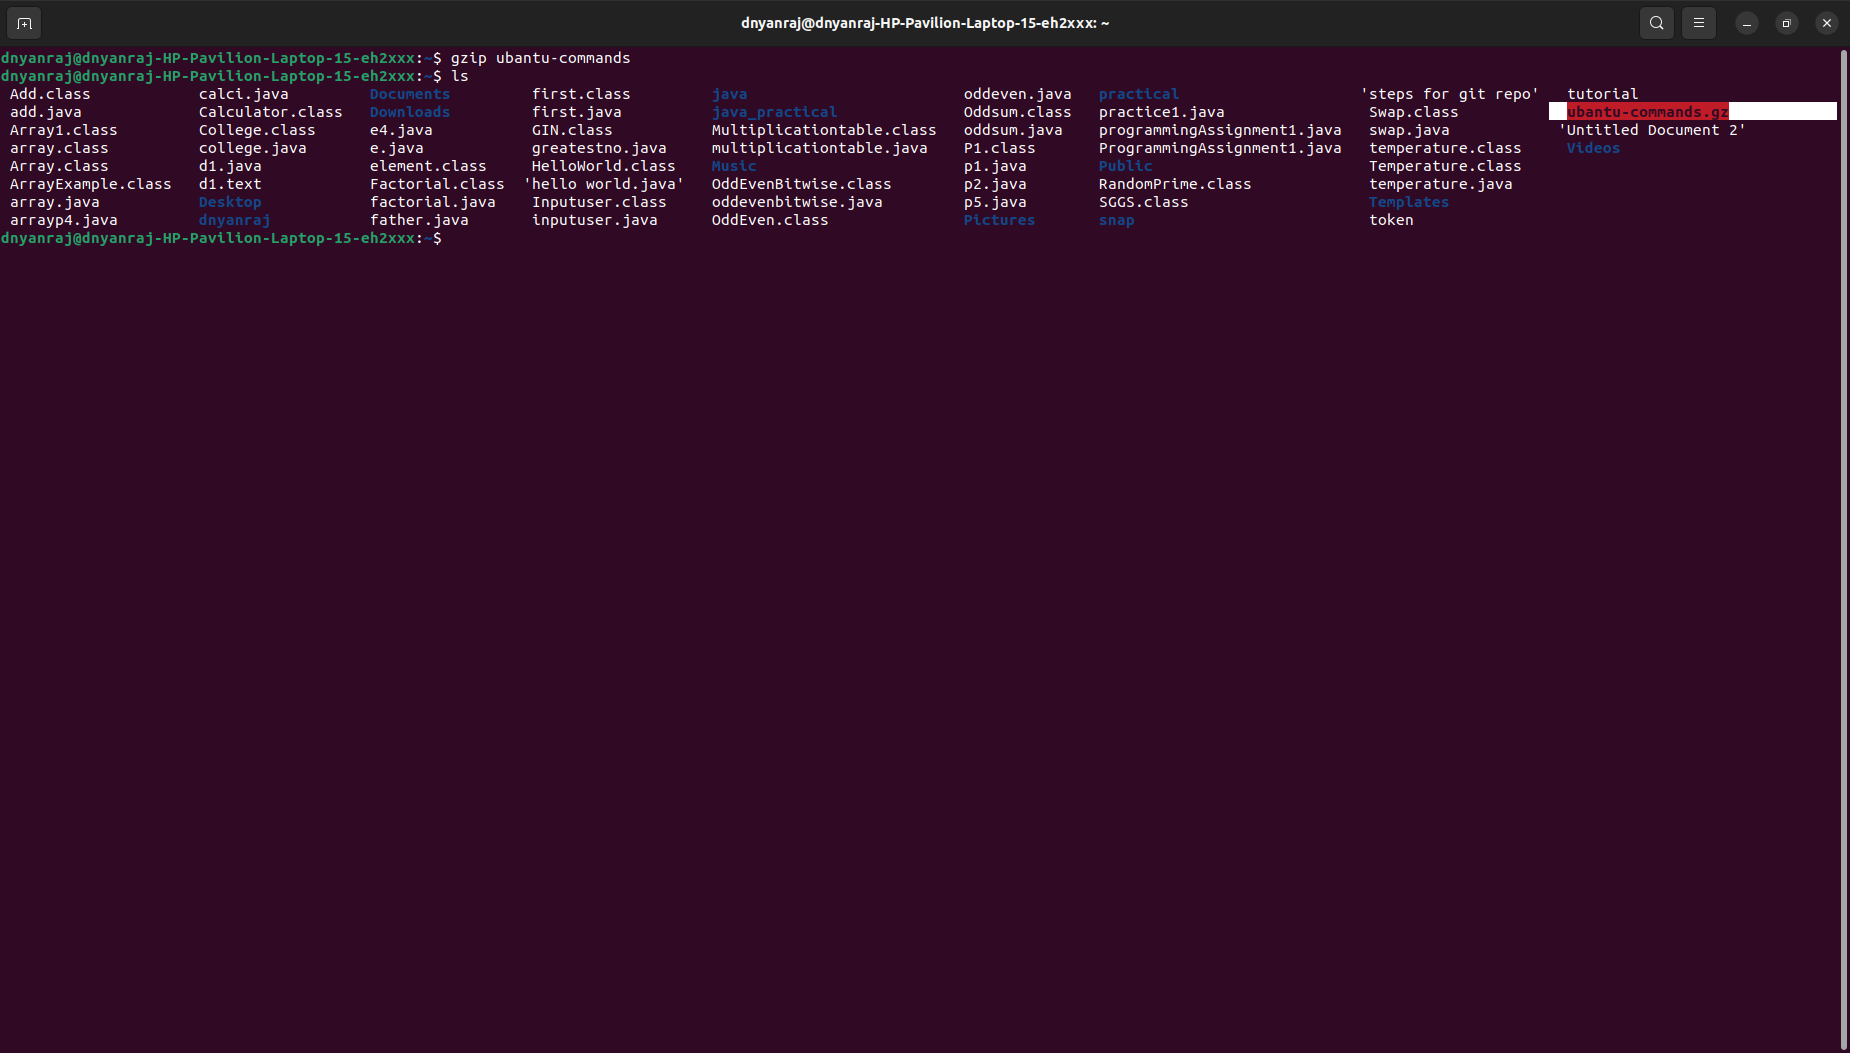 dnyanraj@dnyanraj-HP-Pavilion-Laptop-15-eh2xxx: ~
dnyanraj@dnyanraj-HP-Pavilion-Laptop-15-eh2xxx:~$ gzip ubantu-commands
dnyanraj@dnyanraj-HP-Pavilion-Laptop-15-eh2xxx:~$ ls
Add.class calci.java Documents first.class java oddeven.java practical 'steps for git repo' tutorial
add.java Calculator.class Downloads first.java java_practical Oddsum.class practice1.java Swap.class ubantu-commands.gz
Array1.class College.class e4.java GIN.class Multiplicationtable.class oddsum.java programmingAssignment1.java swap.java 'Untitled Document 2'
array.class college.java e.java greatestno.java multiplicationtable.java P1.class ProgrammingAssignment1.java temperature.class Videos
Array.class d1.java element.class HelloWorld.class Music p1.java Public Temperature.class
ArrayExample.class d1.text Factorial.class 'hello world.java' OddEvenBitwise.class p2.java RandomPrime.class temperature.java
array.java Desktop factorial.java Inputuser.class oddevenbitwise.java p5.java SGGS.class Templates
arrayp4.java dnyanraj father.java inputuser.java OddEven.class Pictures snap token
dnyanraj@dnyanraj-HP-Pavilion-Laptop-15-eh2xxx:~$